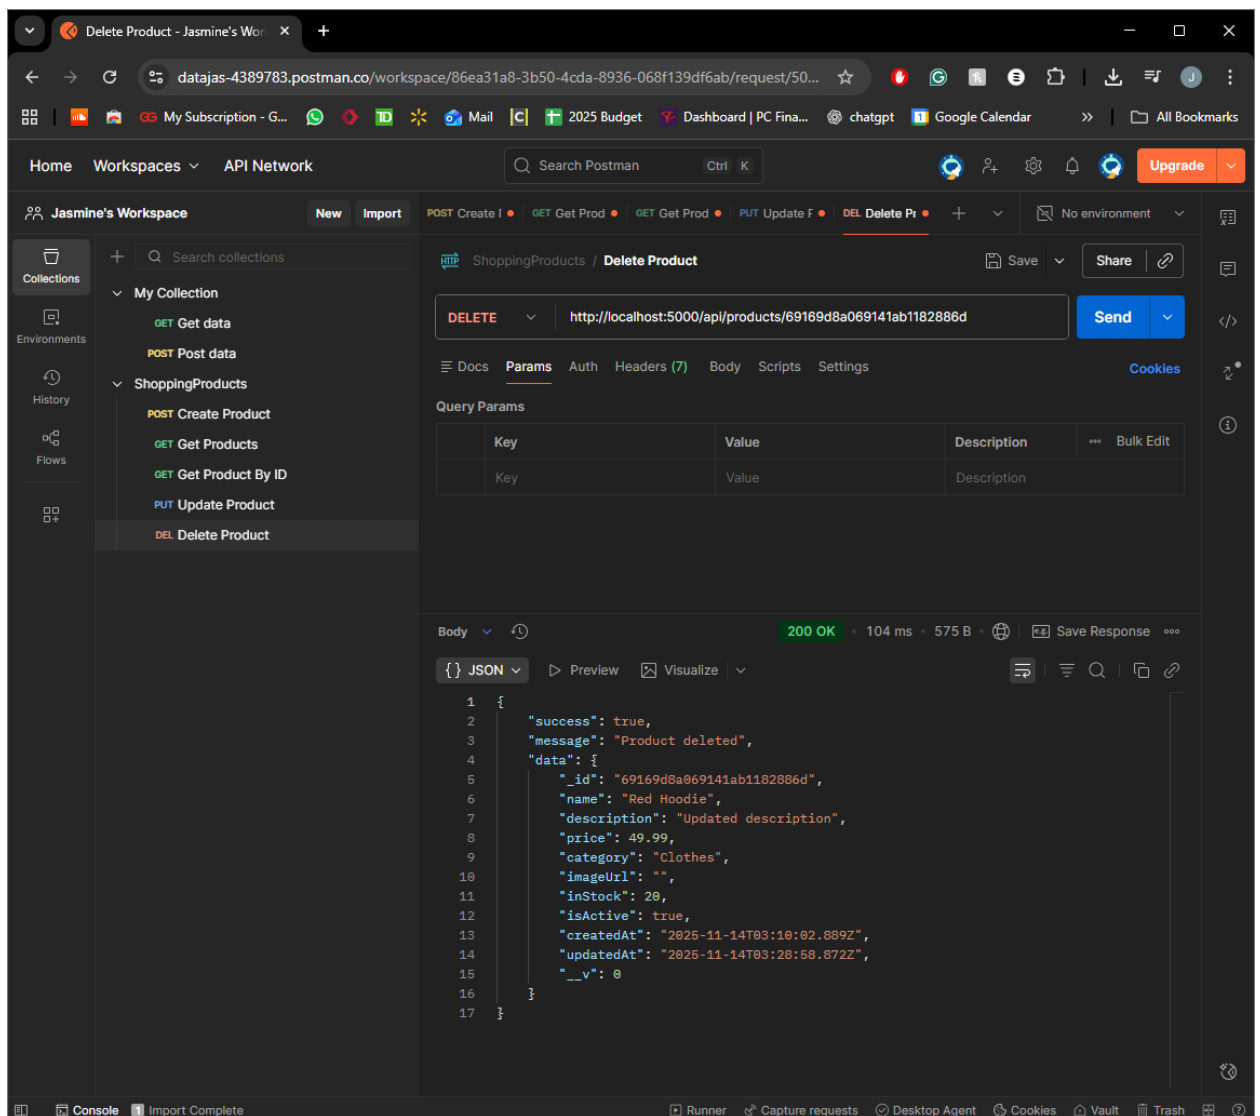 Delete Product - Jasmine's Wor
datajas-4389783.postman.co/workspace/86ea31a8-3b50-4cda-8936-068f139df6ab/request/50...
J
GG My Subscription - G... TD Mail |C| 2025 Budget Dashboard | PC Fina... chatgpt 1 Google Calendar » All Bookmarks
Home Workspaces API Network Search Postman Ctrl K Upgrade
Jasmine's Workspace New Import
POST Create F GET Get Prod GET Get Prod PUT Update F DEL Delete Pr No environment
Collections
Environments
History
Flows
Search collections
My Collection
GET Get data
POST Post data
ShoppingProducts
POST Create Product
GET Get Products
GET Get Product By ID
PUT Update Product
DEL Delete Product
HTTP ShoppingProducts / Delete Product Save Share
DELETE http://localhost:5000/api/products/69169d8a069141ab1182886d Send
Docs Params Auth Headers (7) Body Scripts Settings Cookies
Query Params
Key Value Description Bulk Edit
Key Value Description
Body 200 OK 104 ms 575 B e.g. Save Response
{} JSON Preview Visualize
1 {
2 "success": true,
3 "message": "Product deleted",
4 "data": {
5 "_id": "69169d8a069141ab1182886d",
6 "name": "Red Hoodie",
7 "description": "Updated description",
8 "price": 49.99,
9 "category": "Clothes",
10 "imageUrl": "",
11 "inStock": 20,
12 "isActive": true,
13 "createdAt": "2025-11-14T03:10:02.889Z",
14 "updatedAt": "2025-11-14T03:28:58.872Z",
15 "__v": 0
16 }
17 }
Console 1 Import Complete Runner Capture requests Desktop Agent Cookies Vault Trash